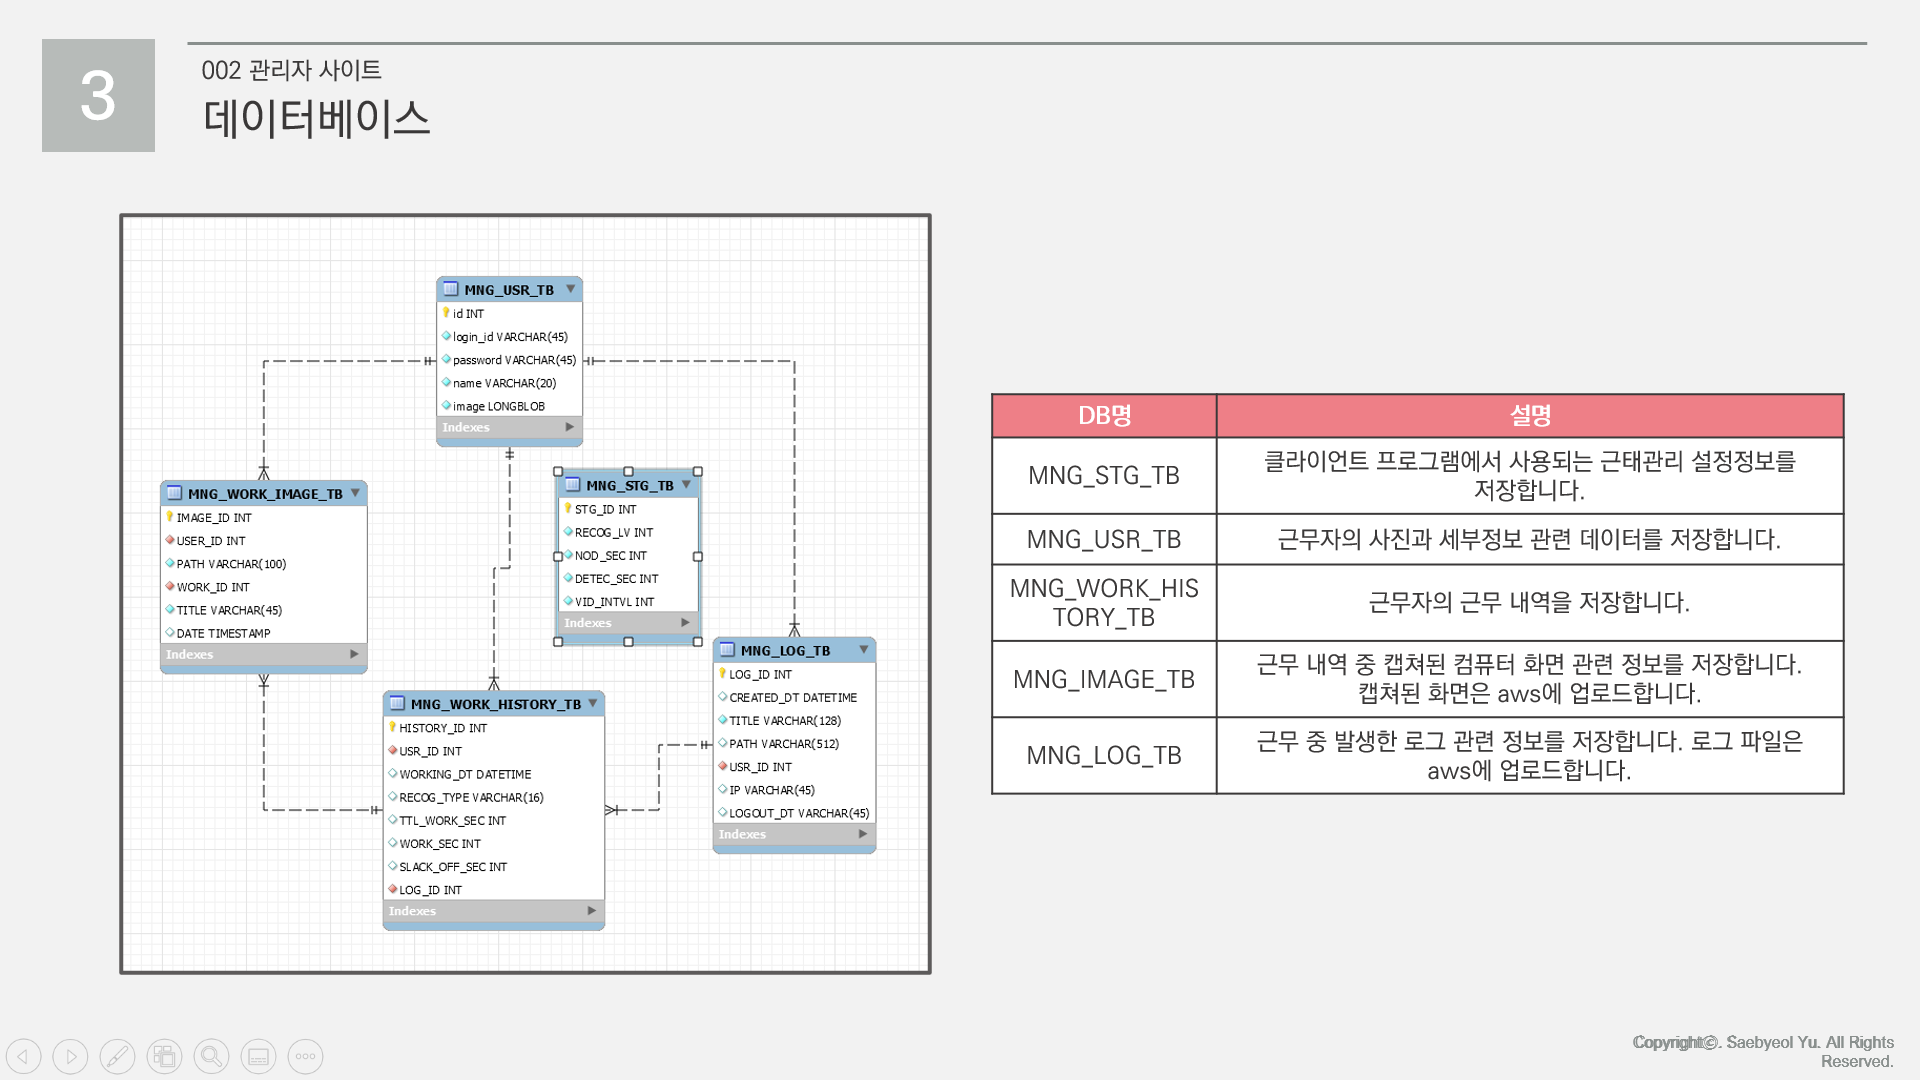 3
002 관리자 사이트
데이터베이스
MNG_USR_TB
id INT
login_id VARCHAR(45)
password VARCHAR(45)
name VARCHAR(20)
image LONGBLOB
Indexes
MNG_WORK_IMAGE_TB
IMAGE_ID INT
USER_ID INT
PATH VARCHAR(100)
WORK_ID INT
TITLE VARCHAR(45)
DATE TIMESTAMP
Indexes
MNG_STG_TB
STG_ID INT
RECOG_LV INT
NOD_SEC INT
DETEC_SEC INT
VID_INTVL INT
Indexes
MNG_WORK_HISTORY_TB
HISTORY_ID INT
USR_ID INT
WORKING_DT DATETIME
RECOG_TYPE VARCHAR(16)
TTL_WORK_SEC INT
WORK_SEC INT
SLACK_OFF_SEC INT
LOG_ID INT
Indexes
MNG_LOG_TB
LOG_ID INT
CREATED_DT DATETIME
TITLE VARCHAR(128)
PATH VARCHAR(512)
USR_ID INT
IP VARCHAR(45)
LOGOUT_DT VARCHAR(45)
Indexes
DB명
설명
MNG_STG_TB
클라이언트 프로그램에서 사용되는 근태관리 설정정보를
저장합니다.
MNG_USR_TB
근무자의 사진과 세부정보 관련 데이터를 저장합니다.
MNG_WORK_HIS
TORY_TB
근무자의 근무 내역을 저장합니다.
MNG_IMAGE_TB
근무 내역 중 캡쳐된 컴퓨터 화면 관련 정보를 저장합니다.
캡쳐된 화면은 aws에 업로드합니다.
MNG_LOG_TB
근무 중 발생한 로그 관련 정보를 저장합니다. 로그 파일은
aws에 업로드합니다.
Copyrightⓒ. Saebyeol Yu. All Rights
Reserved.